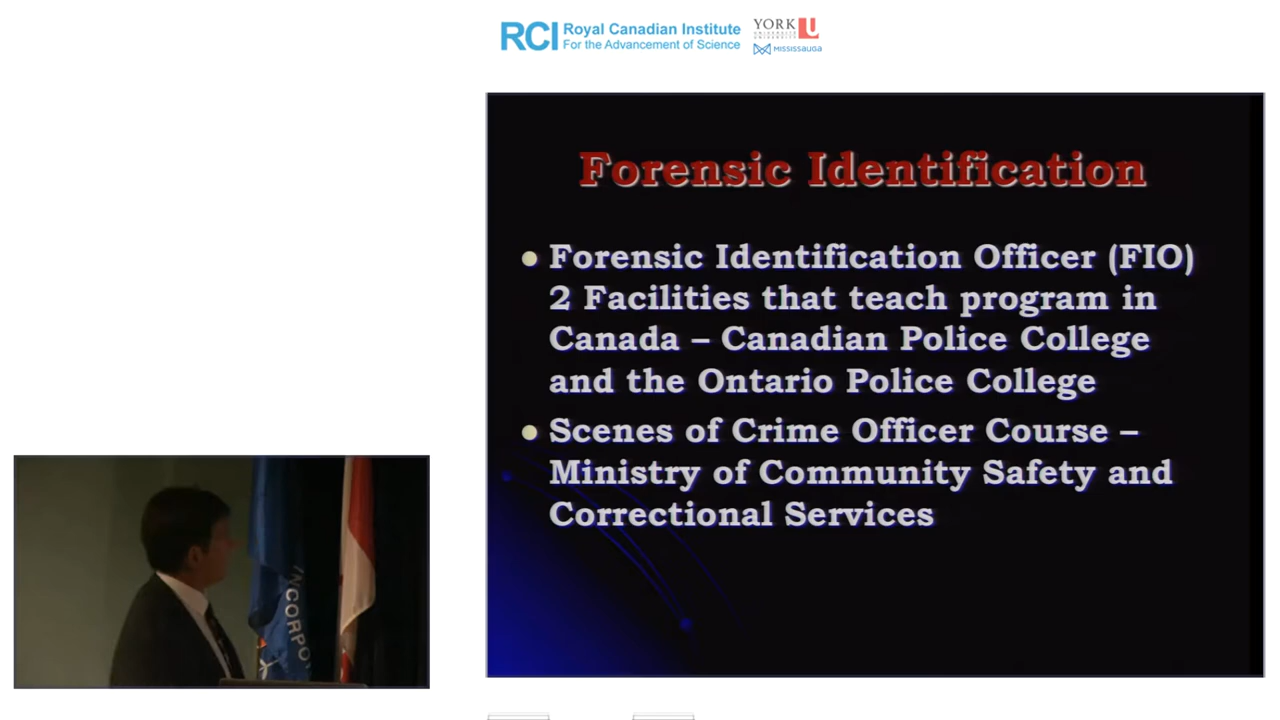 RCI Royal Canadian Institute
For the Advancement of Science
YORK U
MISSISSAUGA
Forensic Identification
Forensic Identification Officer (FIO)
2 Facilities that teach program in
Canada – Canadian Police College
and the Ontario Police College
Scenes of Crime Officer Course –
Ministry of Community Safety and
Correctional Services
INCORPO